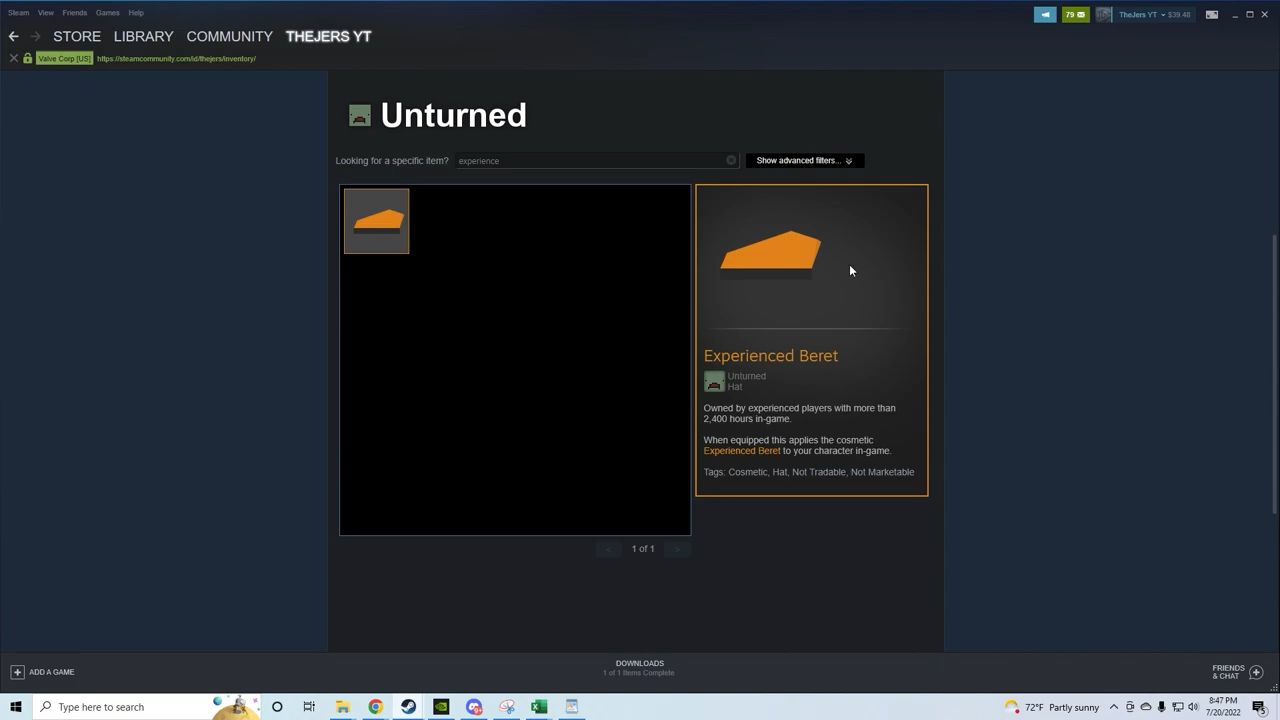 Steam View Friends Games Help
79 TheJers YT $39.48
STORE LIBRARY COMMUNITY THEJERS YT
Valve Corp [US] https://steamcommunity.com/id/thejers/inventory/
Unturned
Looking for a specific item? experience Show advanced filters...
Experienced Beret
Unturned
Hat
Owned by experienced players with more than
2,400 hours in-game.
When equipped this applies the cosmetic
Experienced Beret to your character in-game.
Tags: Cosmetic, Hat, Not Tradable, Not Marketable
« 1 of 1 >
ADD A GAME
DOWNLOADS
1 of 1 Items Complete
FRIENDS
& CHAT
Type here to search
72°F Partly sunny
8:47 PM
7/20/2022